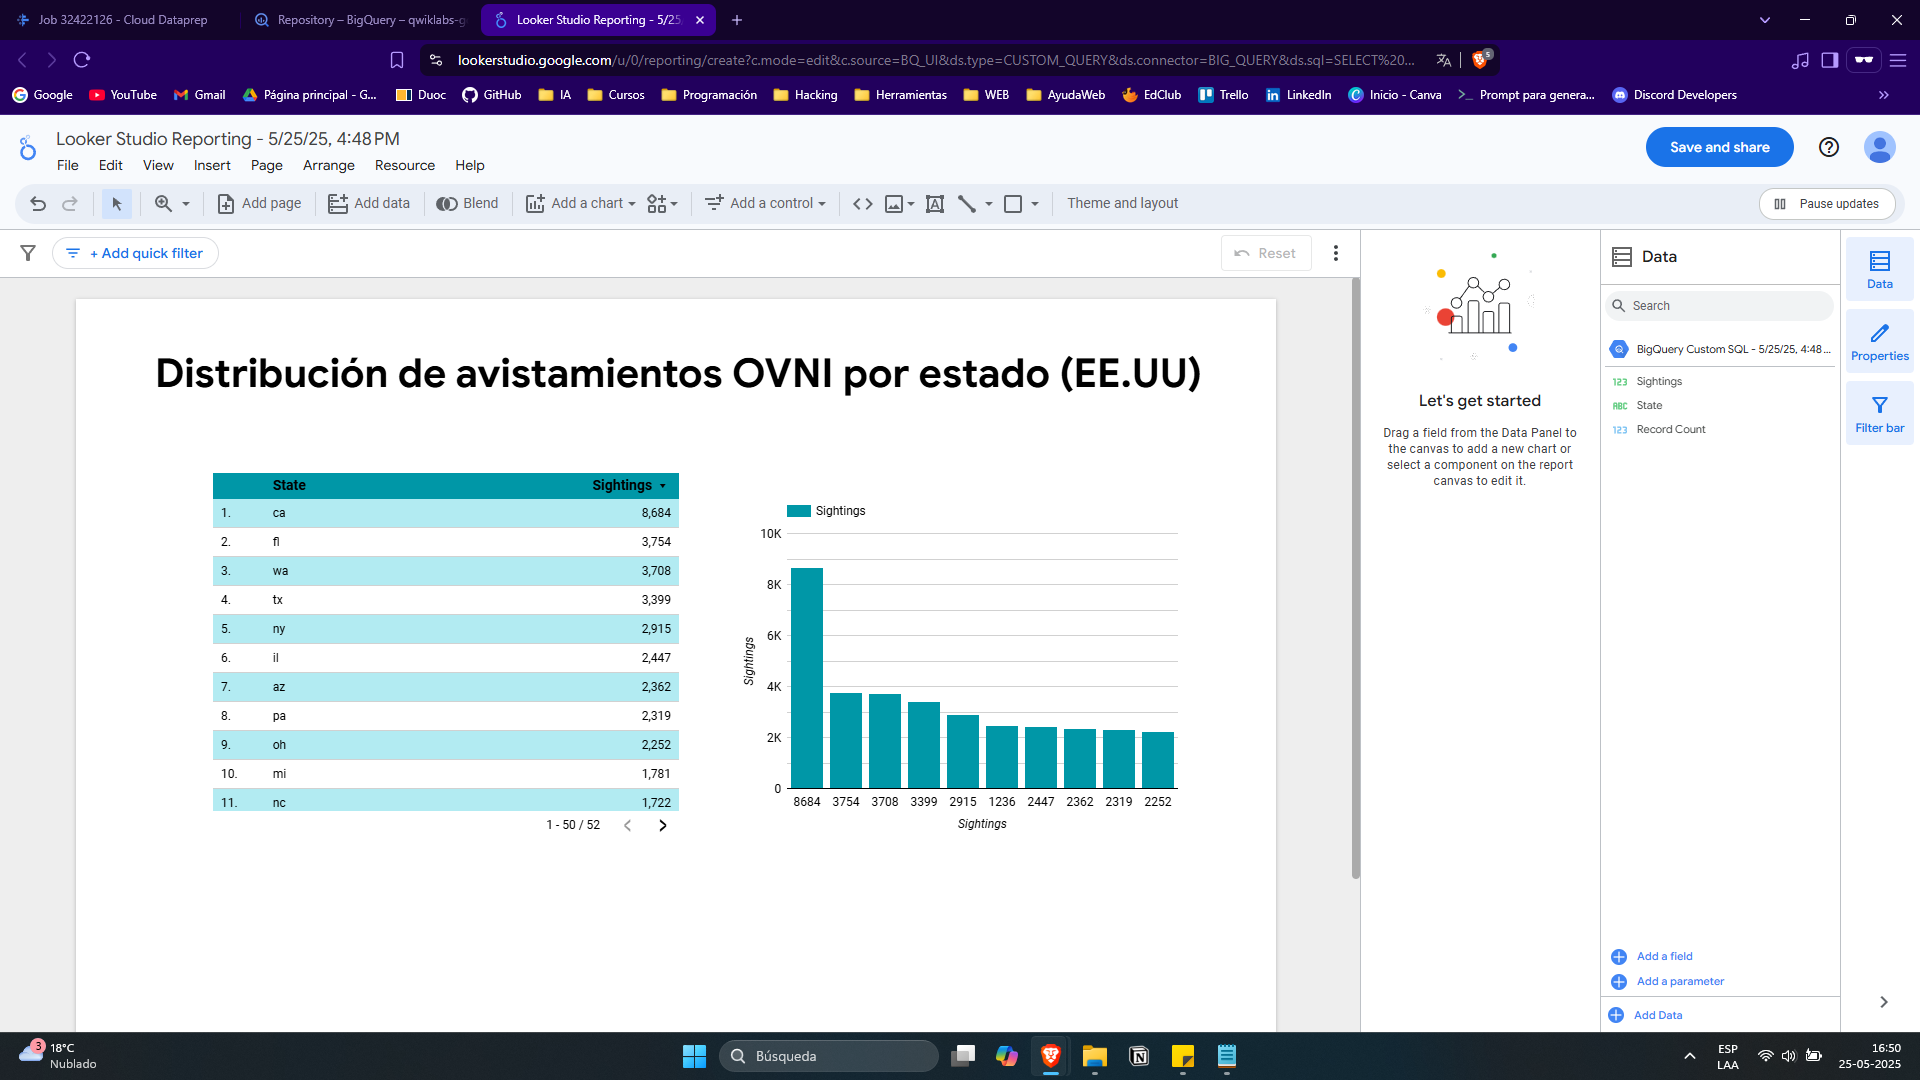 Job 32422126 - Cloud Dataprep
Repository – BigQuery – qwiklabs-g
Looker Studio Reporting - 5/25
lookerstudio.google.com/u/0/reporting/create?c.mode=edit&c.source=BQ_UI&ds.type=CUSTOM_QUERY&ds.connector=BIG_QUERY&ds.sql=SELECT%20...
5
Google
YouTube
Gmail
Página principal - G...
Duoc
GitHub
IA
Cursos
Programación
Hacking
Herramientas
WEB
AyudaWeb
EdClub
Trello
LinkedIn
Inicio - Canva
Prompt para genera...
Discord Developers
Looker Studio Reporting - 5/25/25, 4:48 PM
File
Edit
View
Insert
Page
Arrange
Resource
Help
Save and share
Add page
Add data
Blend
Add a chart
Add a control
Theme and layout
Pause updates
+ Add quick filter
Reset
Distribución de avistamientos OVNI por estado (EE.UU)
State Sightings
1. ca 8,684
2. fl 3,754
3. wa 3,708
4. tx 3,399
5. ny 2,915
6. il 2,447
7. az 2,362
8. pa 2,319
9. oh 2,252
10. mi 1,781
11. nc 1,722
1 - 50 / 52
Sightings
10K
8K
6K
4K
2K
0
Sightings
8684 3754 3708 3399 2915 1236 2447 2362 2319 2252
Sightings
Let's get started
Drag a field from the Data Panel to
the canvas to add a new chart or
select a component on the report
canvas to edit it.
Data
Search
BigQuery Custom SQL - 5/25/25, 4:48 ...
123 Sightings
ABC State
123 Record Count
Add a field
Add a parameter
Add Data
Data
Properties
Filter bar
3
18°C
Nublado
Búsqueda
ESP
LAA
16:50
25-05-2025